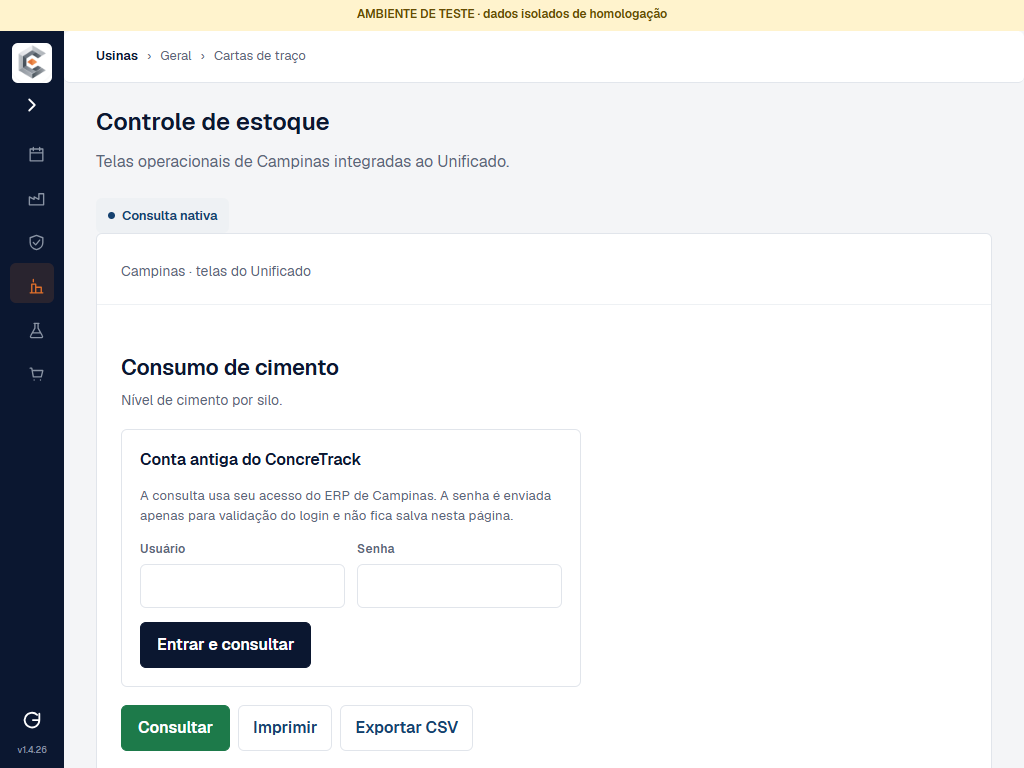 AMBIENTE DE TESTE · dados isolados de homologação
Usinas › Geral › Cartas de traço
Controle de estoque
Telas operacionais de Campinas integradas ao Unificado.
Consulta nativa
Campinas · telas do Unificado
Consumo de cimento
Nível de cimento por silo.
Conta antiga do ConcreTrack
A consulta usa seu acesso do ERP de Campinas. A senha é enviada
apenas para validação do login e não fica salva nesta página.
Usuário Senha
Entrar e consultar
Consultar Imprimir Exportar CSV
v1.4.26